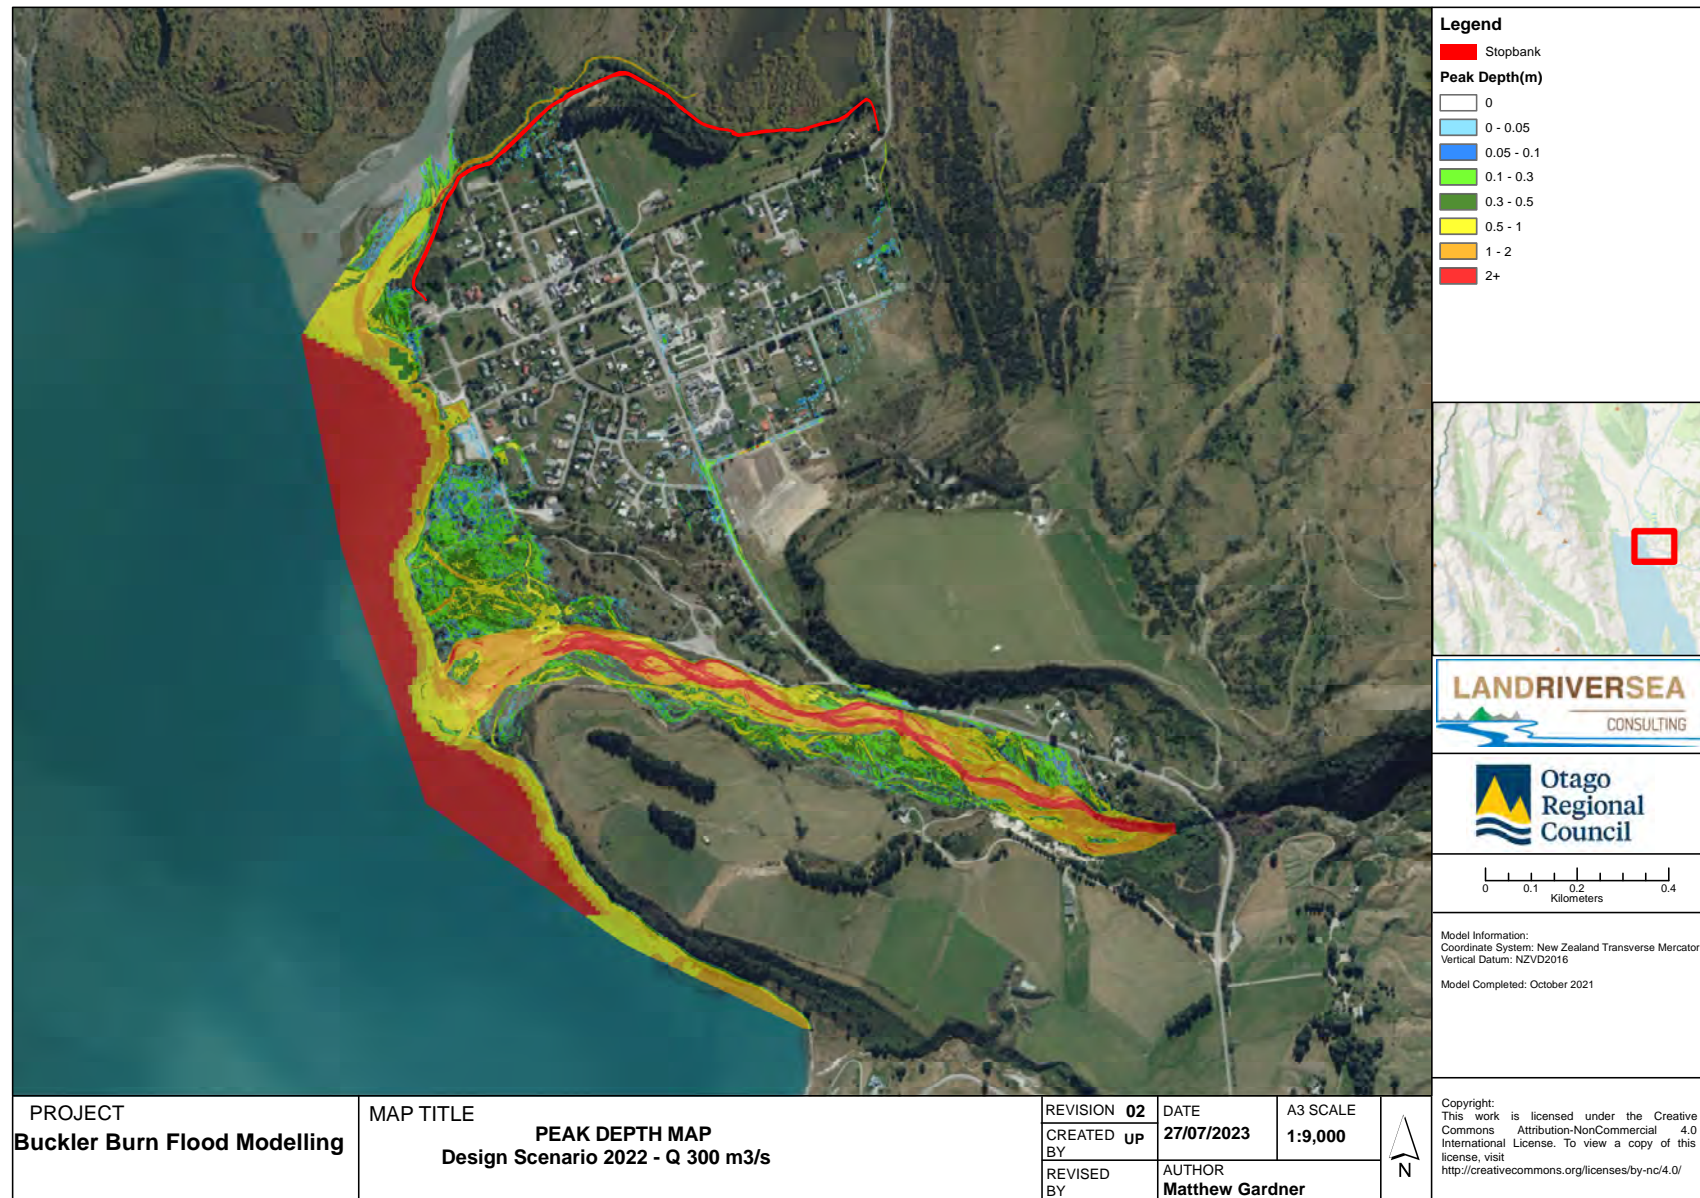 Legend
Stopbank
Peak Depth(m)
0
0 - 0.05
0.05 - 0.1
0.1 - 0.3
0.3 - 0.5
0.5 - 1
1 - 2
2+
LANDRIVERSEA
CONSULTING
Otago
Regional
Council
0 0.1 0.2 0.4
Kilometers
Model Information:
Coordinate System: New Zealand Transverse Mercator
Vertical Datum: NZVD2016
Model Completed: October 2021
Copyright:
This work is licensed under the Creative
Commons Attribution-NonCommercial 4.0
International License. To view a copy of this
license, visit
http://creativecommons.org/licenses/by-nc/4.0/
PROJECT
Buckler Burn Flood Modelling
MAP TITLE
PEAK DEPTH MAP
Design Scenario 2022 - Q 300 m3/s
REVISION 02
CREATED BY UP
REVISED
BY
DATE
27/07/2023
A3 SCALE
1:9,000
AUTHOR
Matthew Gardner
N